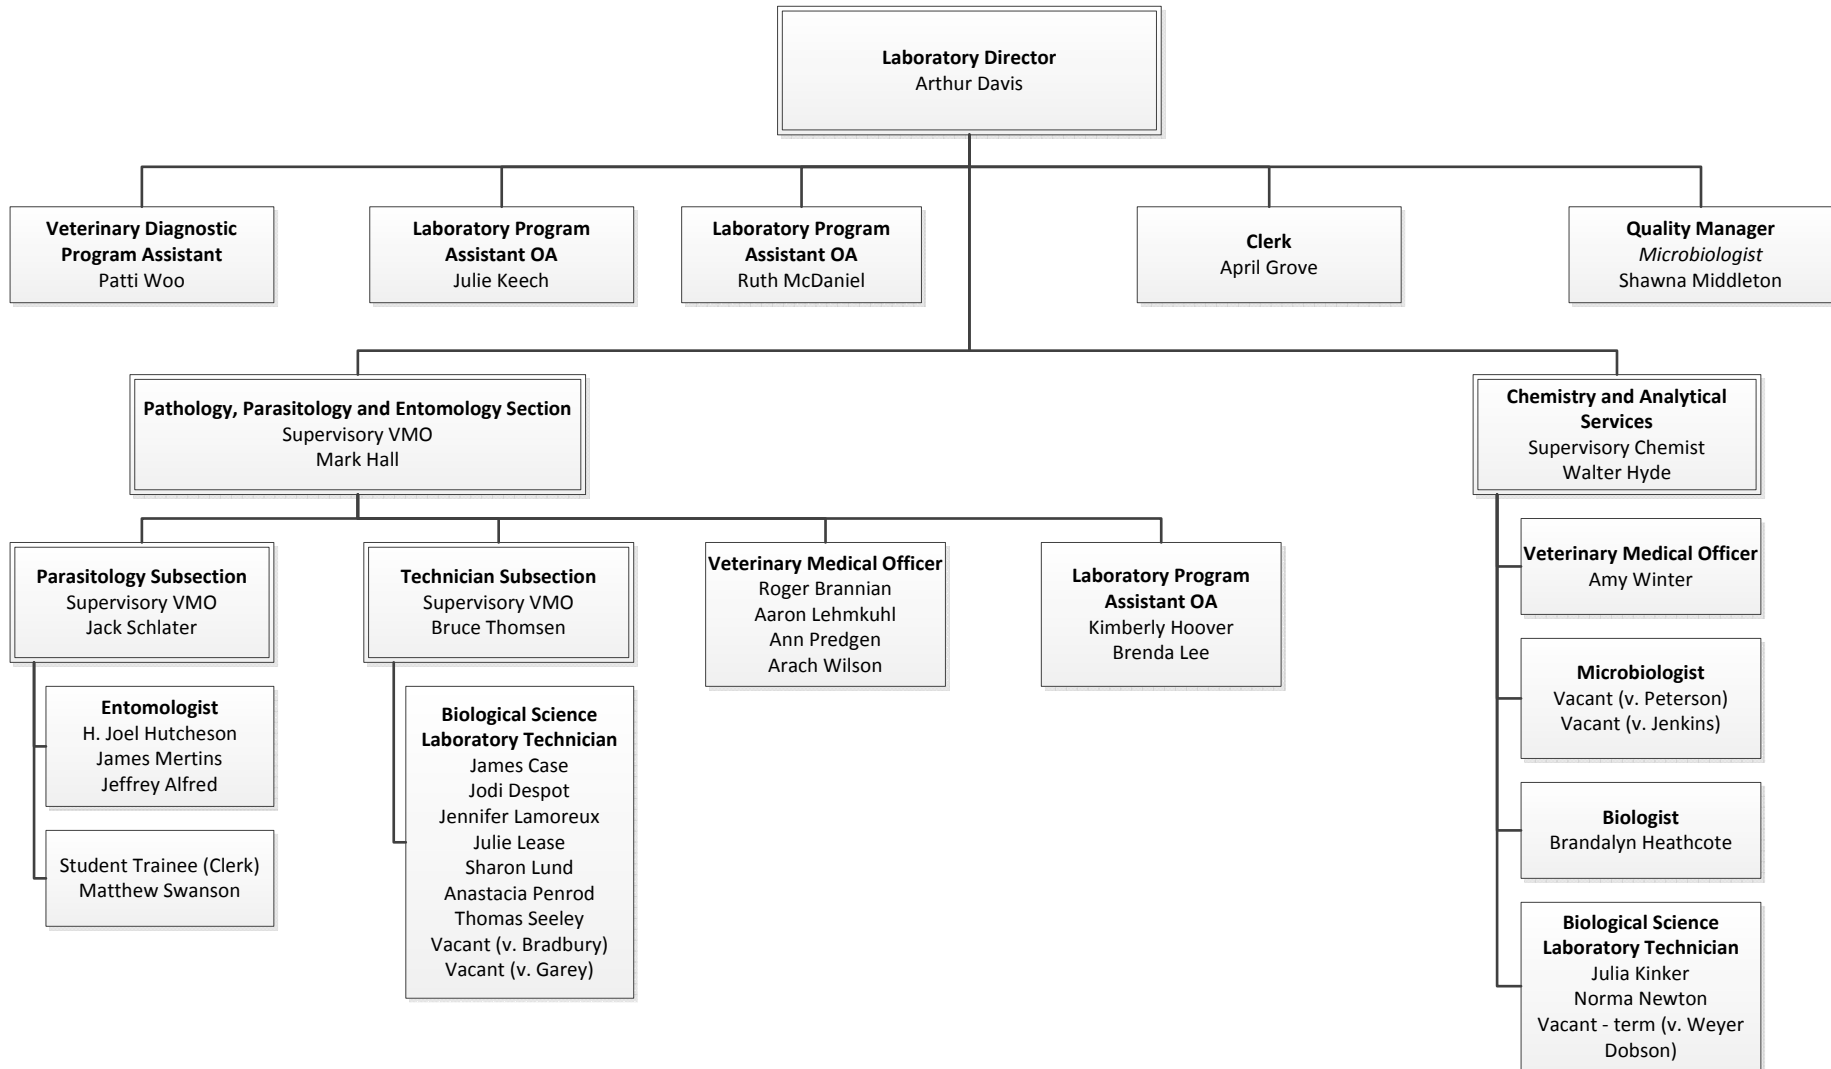 Laboratory Director
Arthur Davis
Veterinary Diagnostic
Program Assistant
Patti Woo
Laboratory Program
Assistant OA
Julie Keech
Laboratory Program
Assistant OA
Ruth McDaniel
Clerk
April Grove
Quality Manager
Microbiologist
Shawna Middleton
Pathology, Parasitology and Entomology Section
Supervisory VMO
Mark Hall
Chemistry and Analytical
Services
Supervisory Chemist
Walter Hyde
Parasitology Subsection
Supervisory VMO
Jack Schlater
Technician Subsection
Supervisory VMO
Bruce Thomsen
Veterinary Medical Officer
Roger Brannian
Aaron Lehmkuhl
Ann Predgen
Arach Wilson
Laboratory Program
Assistant OA
Kimberly Hoover
Brenda Lee
Entomologist
H. Joel Hutcheson
James Mertins
Jeffrey Alfred
Student Trainee (Clerk)
Matthew Swanson
Biological Science
Laboratory Technician
James Case
Jodi Despot
Jennifer Lamoreux
Julie Lease
Sharon Lund
Anastacia Penrod
Thomas Seeley
Vacant (v. Bradbury)
Vacant (v. Garey)
Veterinary Medical Officer
Amy Winter
Microbiologist
Vacant (v. Peterson)
Vacant (v. Jenkins)
Biologist
Brandalyn Heathcote
Biological Science
Laboratory Technician
Julia Kinker
Norma Newton
Vacant - term (v. Weyer
Dobson)